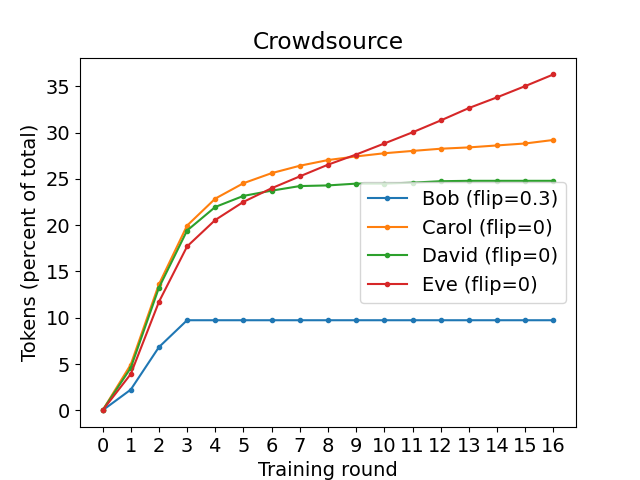 Crowdsource
Tokens (percent of total)
35
30
25
20
15
10
5
0
Bob (flip=0.3)
Carol (flip=0)
David (flip=0)
Eve (flip=0)
0 1 2 3 4 5 6 7 8 9 10 11 12 13 14 15 16
Training round